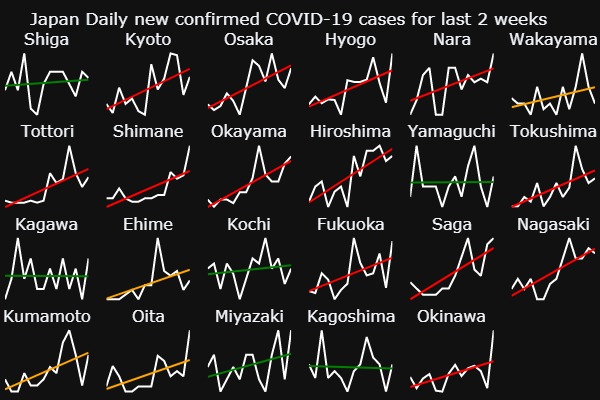 Japan Daily new confirmed COVID-19 cases for last 2 weeks
Shiga Kyoto Osaka Hyogo Nara Wakayama
Tottori Shimane Okayama Hiroshima Yamaguchi Tokushima
Kagawa Ehime Kochi Fukuoka Saga Nagasaki
Kumamoto Oita Miyazaki Kagoshima Okinawa